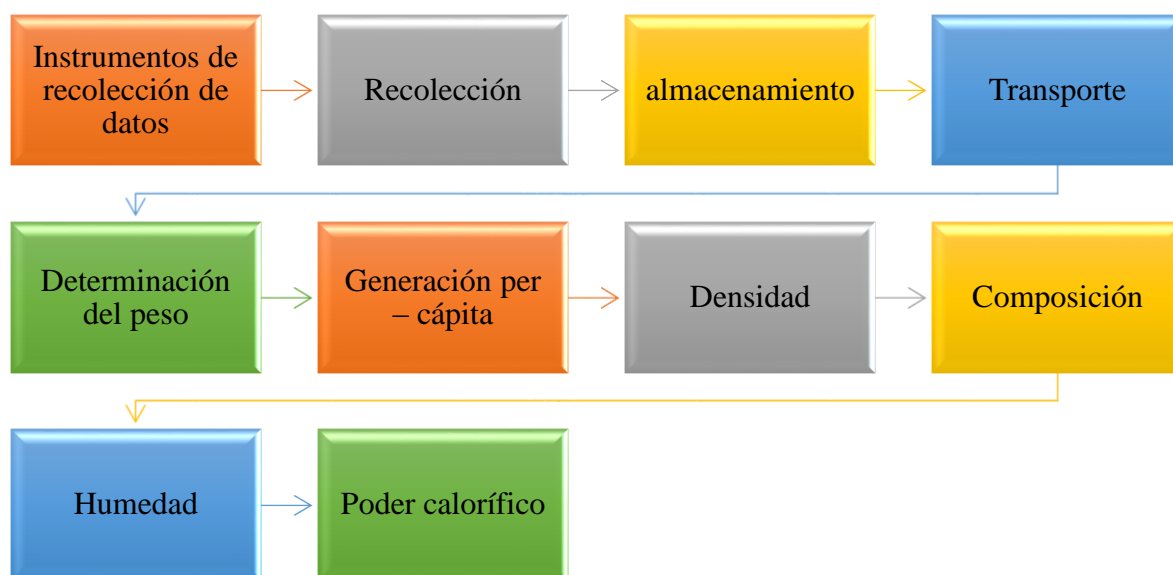 Instrumentos de
recolección de
datos
Recolección
almacenamiento
Transporte
Determinación
del peso
Generación per
– cápita
Densidad
Composición
Humedad
Poder calorífico